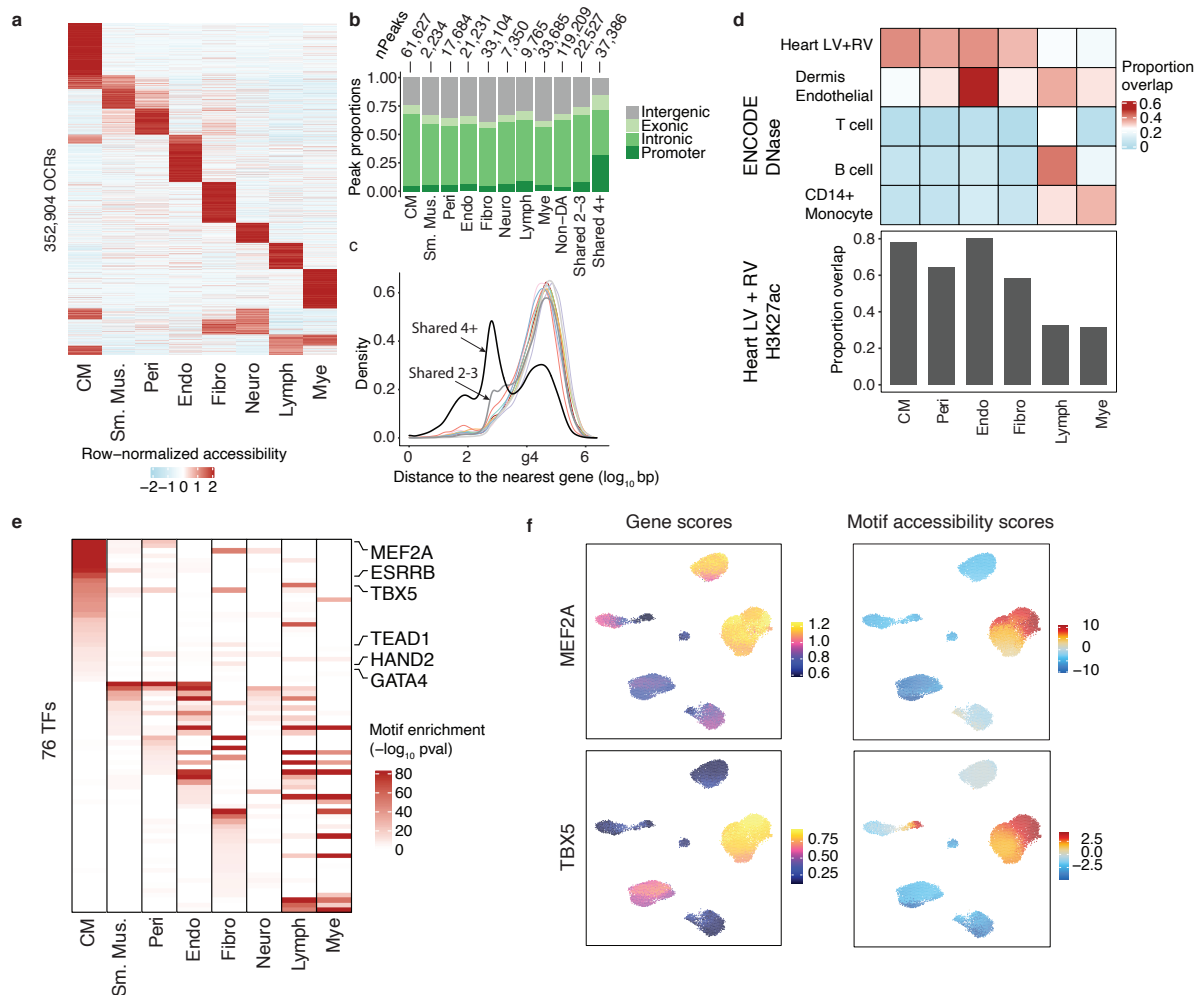 a
352,904 OCRs
CM
Sm. Mus.
Peri
Endo
Fibro
Neuro
Lymph
Mye
Row−normalized accessibility
−2−1 0 1 2
b
nPeaks
61,627
2,234
17,684
21,231
33,104
7,350
9,765
33,685
119,209
22,527
37,386
Peak proportions
1.00
0.75
0.50
0.25
0.00
Intergenic
Exonic
Intronic
Promoter
CM
Sm. Mus.
Peri
Endo
Fibro
Neuro
Lymph
Mye
Non−DA
Shared 2−3
Shared 4+
c
Density
0.6
0.4
0.2
0.0
Shared 4+
Shared 2-3
0 2 g4 6
Distance to the nearest gene (log10 bp)
d
ENCODE
DNase
Heart LV+RV
Dermis
Endothelial
T cell
B cell
CD14+
Monocyte
Proportion
overlap
0.6
0.4
0.2
0.0
Heart LV + RV
H3K27ac
Proportion overlap
0.8
0.6
0.4
0.2
0.0
CM
Peri
Endo
Fibro
Lymph
Mye
e
76 TFs
MEF2A
ESRRB
TBX5
TEAD1
HAND2
GATA4
Motif enrichment
(−log10 pval)
80
60
40
20
0
CM
Sm. Mus.
Peri
Endo
Fibro
Neuro
Lymph
Mye
f
Gene scores
Motif accessibility scores
MEF2A
1.2
1.0
0.8
0.6
10
0
−10
TBX5
0.75
0.50
0.25
2.5
0.0
−2.5